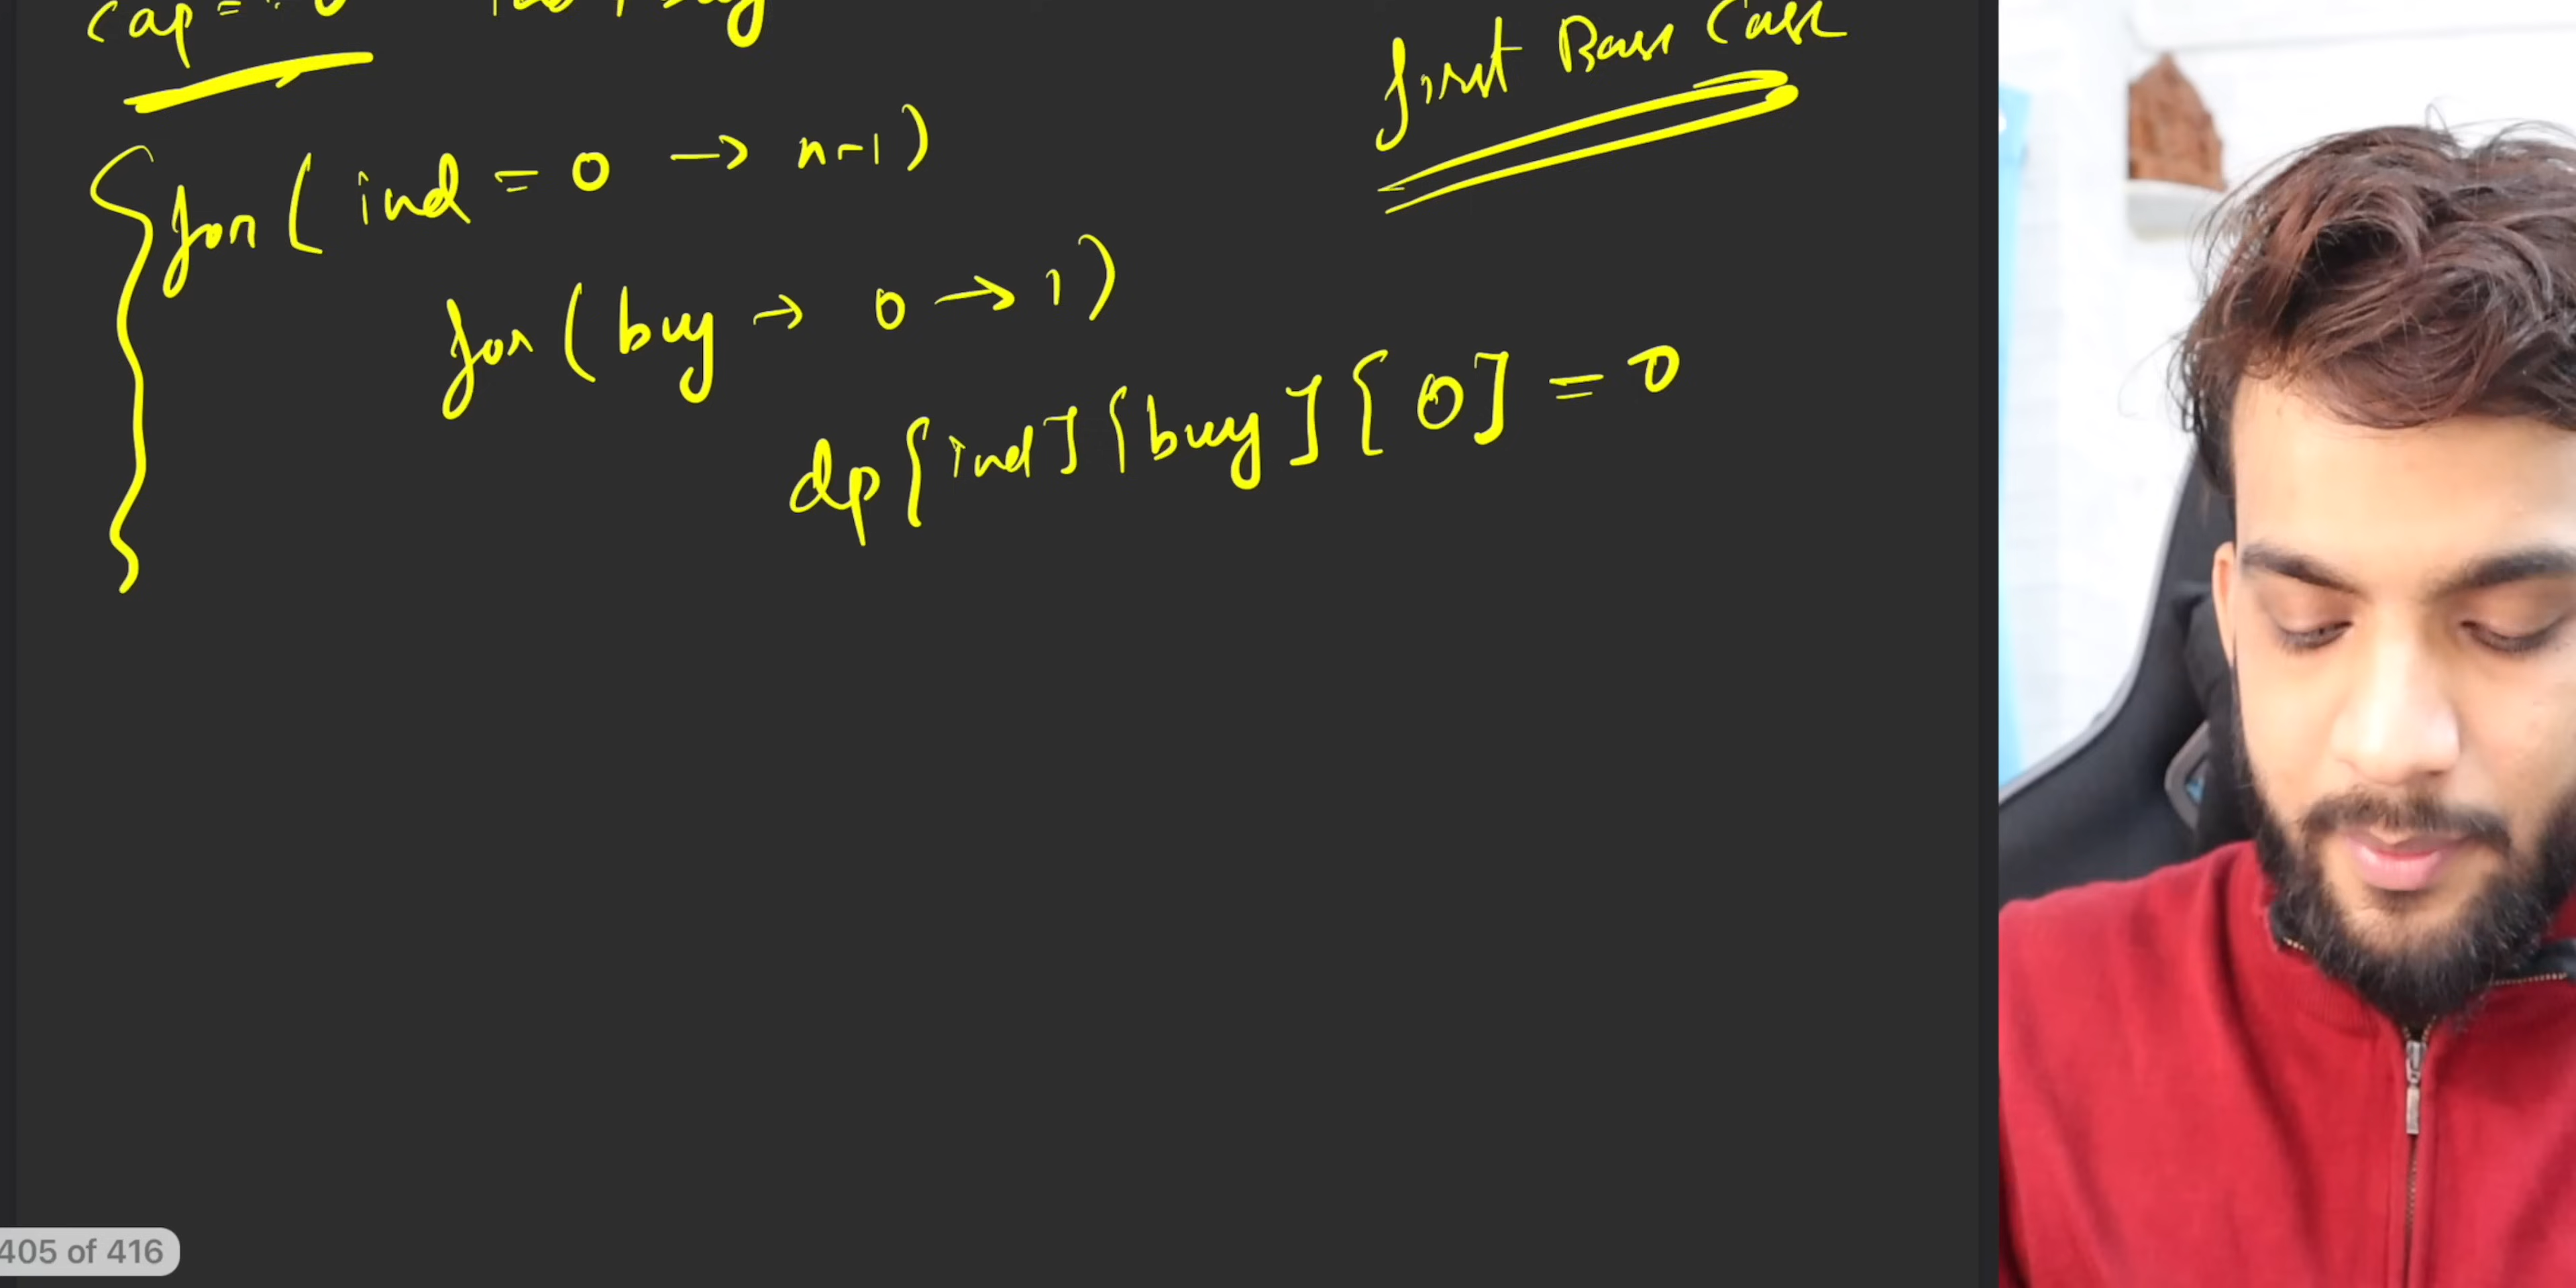 cap =
first Base Case
for ( ind = 0 → n-1 )
for ( buy → 0 → 1 )
dp [ ind ] [ buy ] [ 0 ] = 0
405 of 416